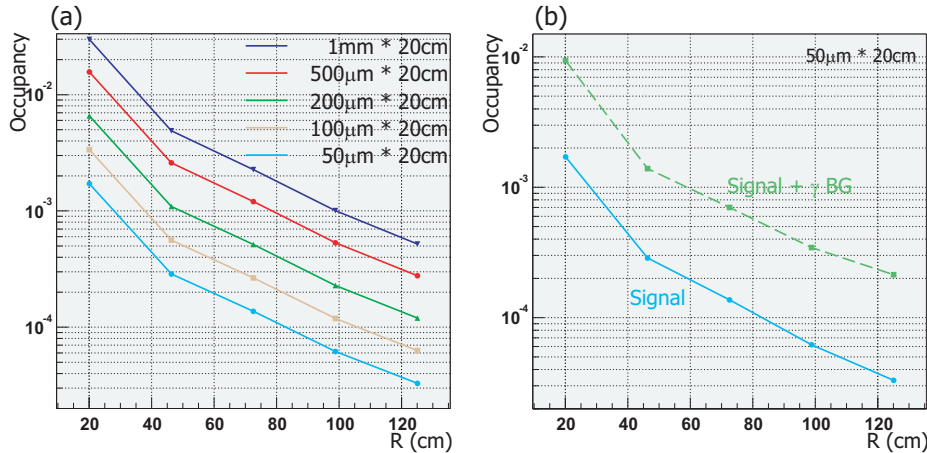 (a)
Occupancy
10⁻²
10⁻³
10⁻⁴
1mm * 20cm
500μm * 20cm
200μm * 20cm
100μm * 20cm
50μm * 20cm
20 40 60 80 100 120
R (cm)
(b)
Occupancy
10⁻²
10⁻³
10⁻⁴
50μm * 20cm
Signal + γ BG
Signal
20 40 60 80 100 120
R (cm)